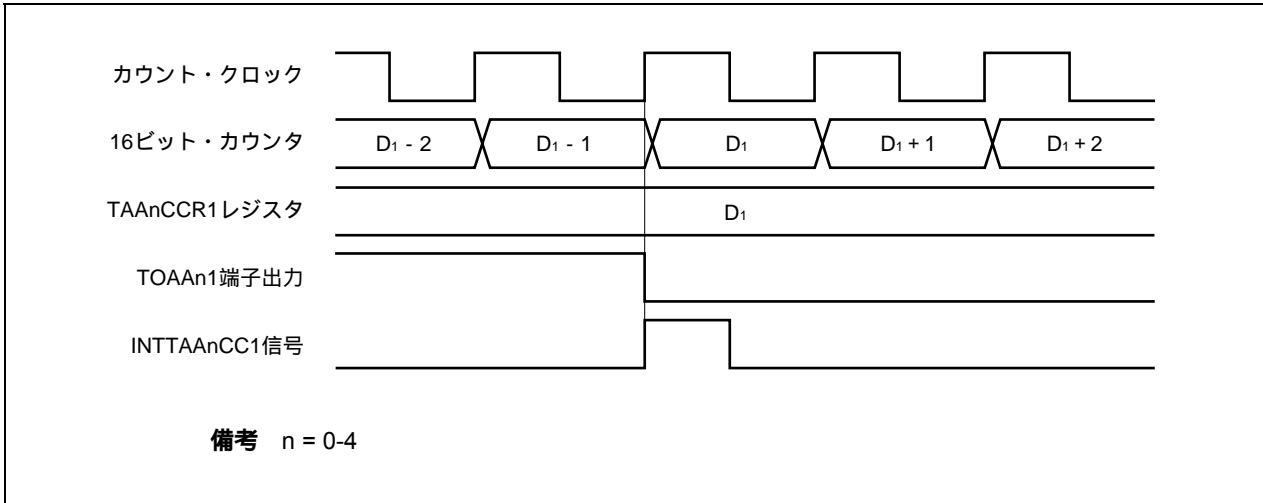 カウント・クロック
16ビット・カウンタ D₁ - 2 D₁ - 1 D₁ D₁ + 1 D₁ + 2
TAAnCCR1レジスタ D₁
TOAAn1端子出力
INTTAAnCC1信号
備考 n = 0-4